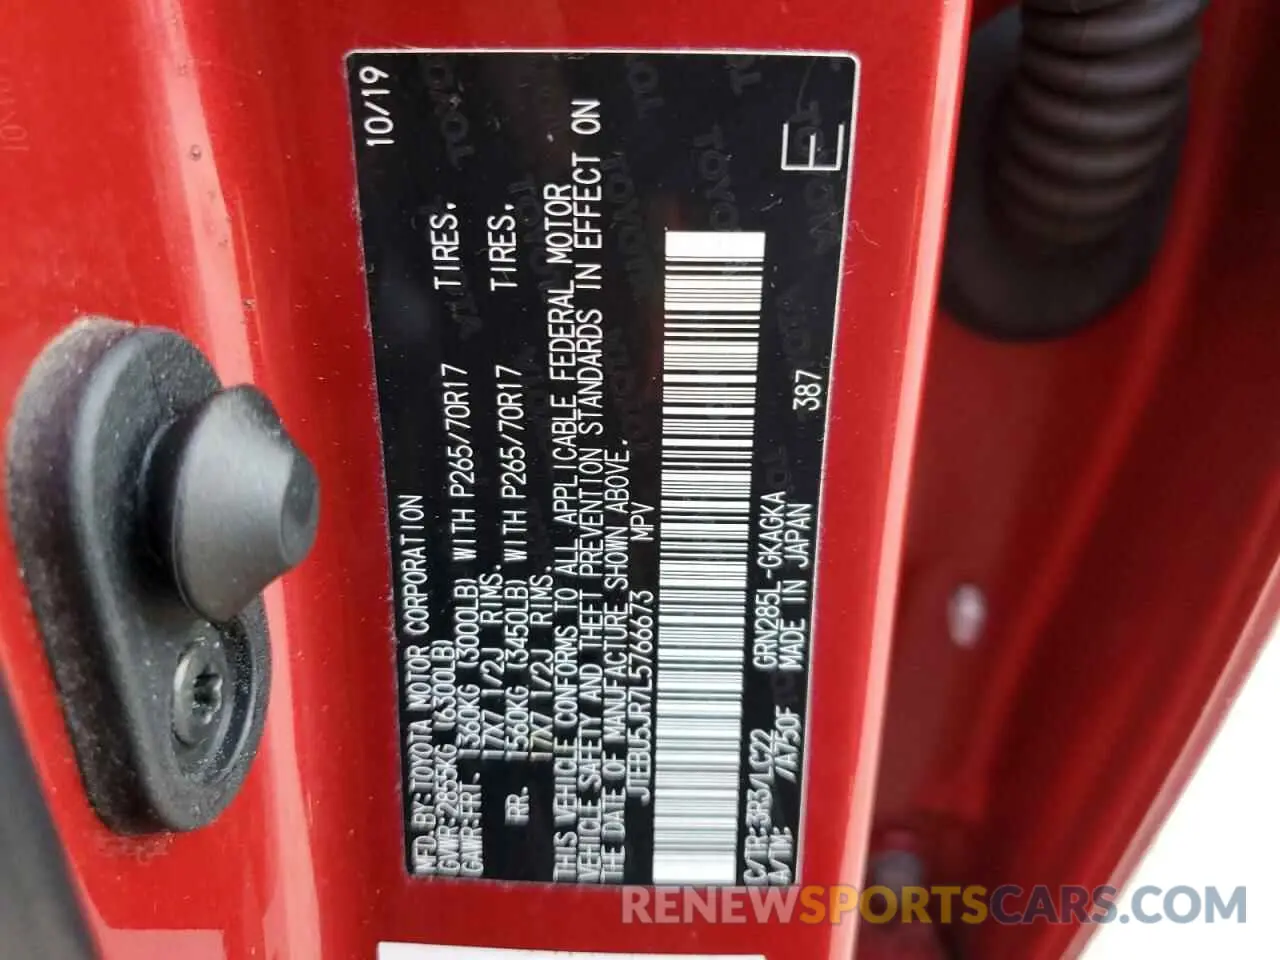 MFD. BY: TOYOTA MOTOR CORPORATION 10/19
GVWR: 2855KG (6300LB)
GAWR: FRT. 1360KG (3000LB) WITH P265/70R17 TIRES,
17X7 1/2J RIMS.
RR. 1560KG (3450LB) WITH P265/70R17 TIRES,
17X7 1/2J RIMS.
THIS VEHICLE CONFORMS TO ALL APPLICABLE FEDERAL MOTOR
VEHICLE SAFETY AND THEFT PREVENTION STANDARDS IN EFFECT ON
THE DATE OF MANUFACTURE SHOWN ABOVE.
JTEBU5JR7L5766673 MPV
C/TR: 3R3/LC22 GRN285L-GKAGKA 387
A/TM: /A750F MADE IN JAPAN
E
RENEWSPORTSCARS.COM